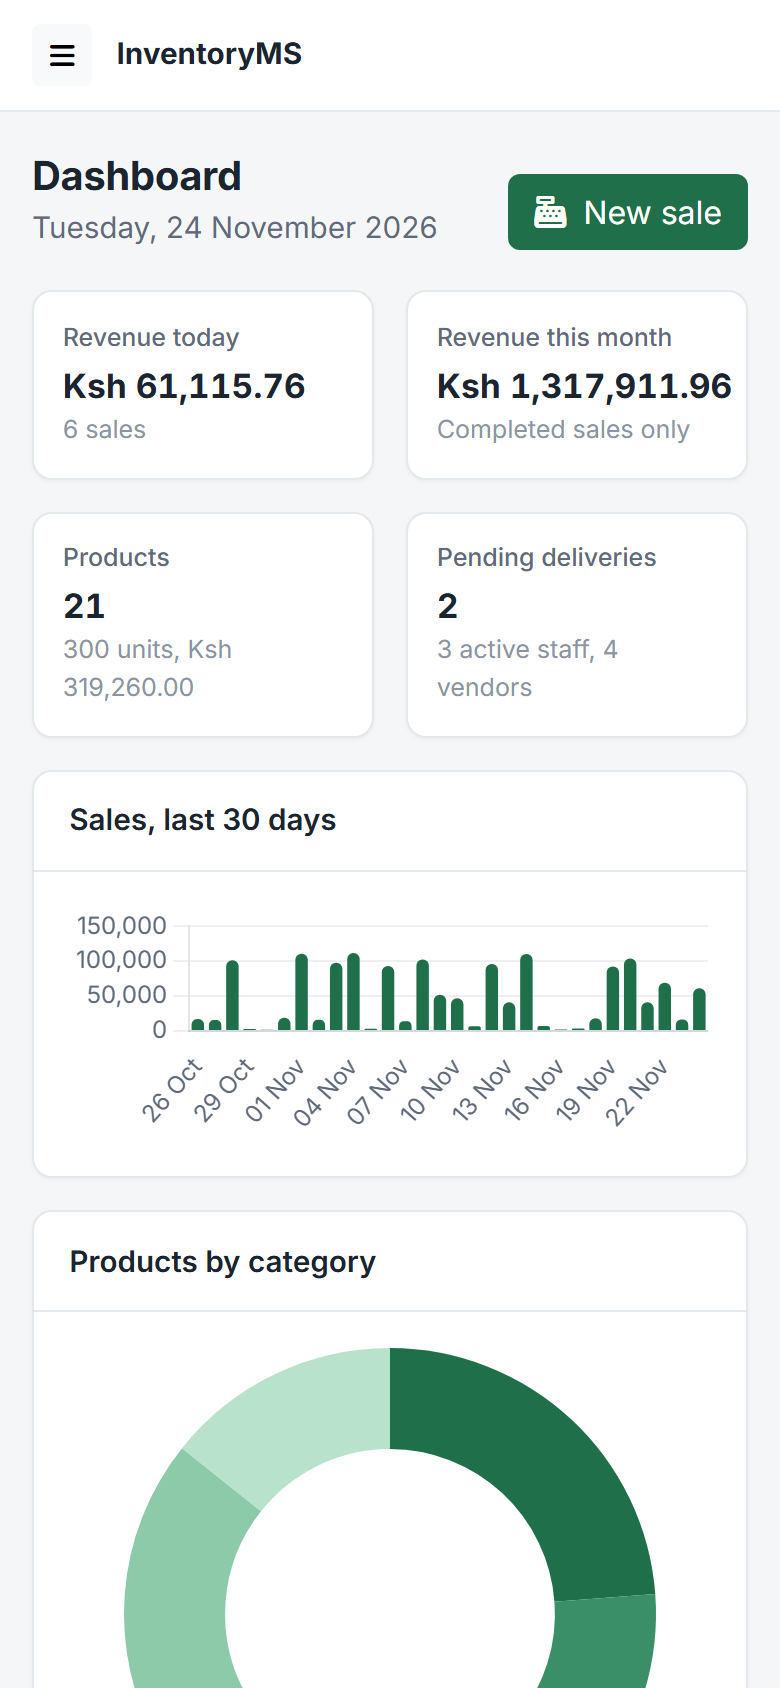 InventoryMS
Dashboard
Tuesday, 24 November 2026
New sale
Revenue today
Ksh 61,115.76
6 sales
Revenue this month
Ksh 1,317,911.96
Completed sales only
Products
21
300 units, Ksh
319,260.00
Pending deliveries
2
3 active staff, 4
vendors
Sales, last 30 days
150,000
100,000
50,000
0
26 Oct
29 Oct
01 Nov
04 Nov
07 Nov
10 Nov
13 Nov
16 Nov
19 Nov
22 Nov
Products by category